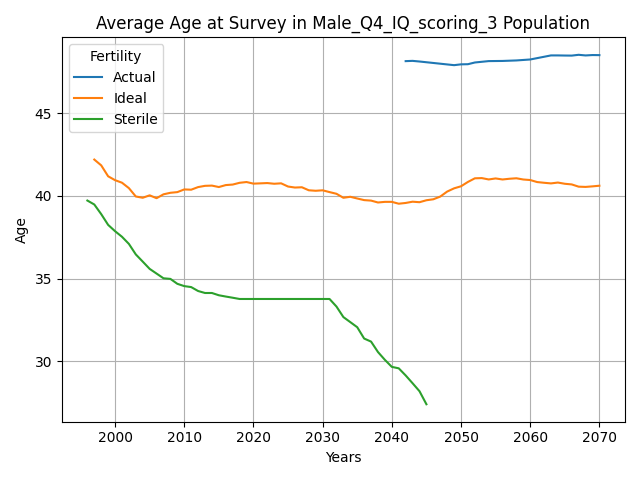 Average Age at Survey in Male_Q4_IQ_scoring_3 Population
Fertility
Actual
Ideal
Sterile
Age
45
40
35
30
2000 2010 2020 2030 2040 2050 2060 2070
Years